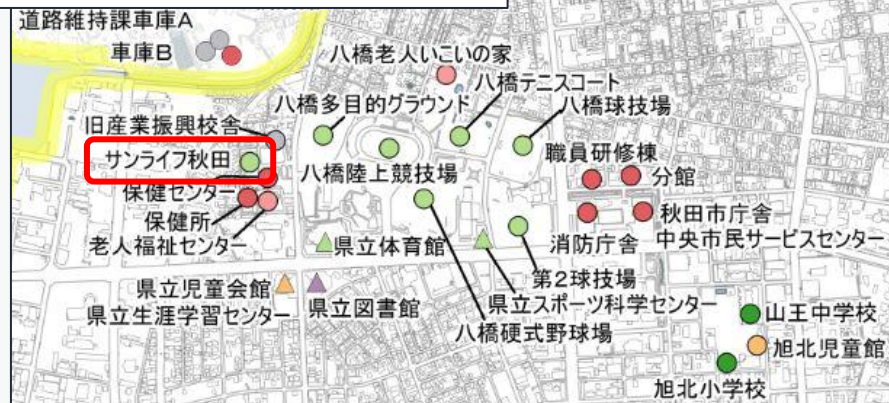 道路維持課車庫A
車庫B
八橋老人いこいの家
八橋テニスコート
八橋多目的グラウンド
八橋球技場
旧産業振興校舎
サンライフ秋田
八橋陸上競技場
職員研修棟
分館
保健センター
保健所
老人福祉センター
秋田市庁舎
中央市民サービスセンター
消防庁舎
県立体育館
第2球技場
県立児童会館
県立生涯学習センター
県立図書館
県立スポーツ科学センター
八橋硬式野球場
山王中学校
旭北児童館
旭北小学校